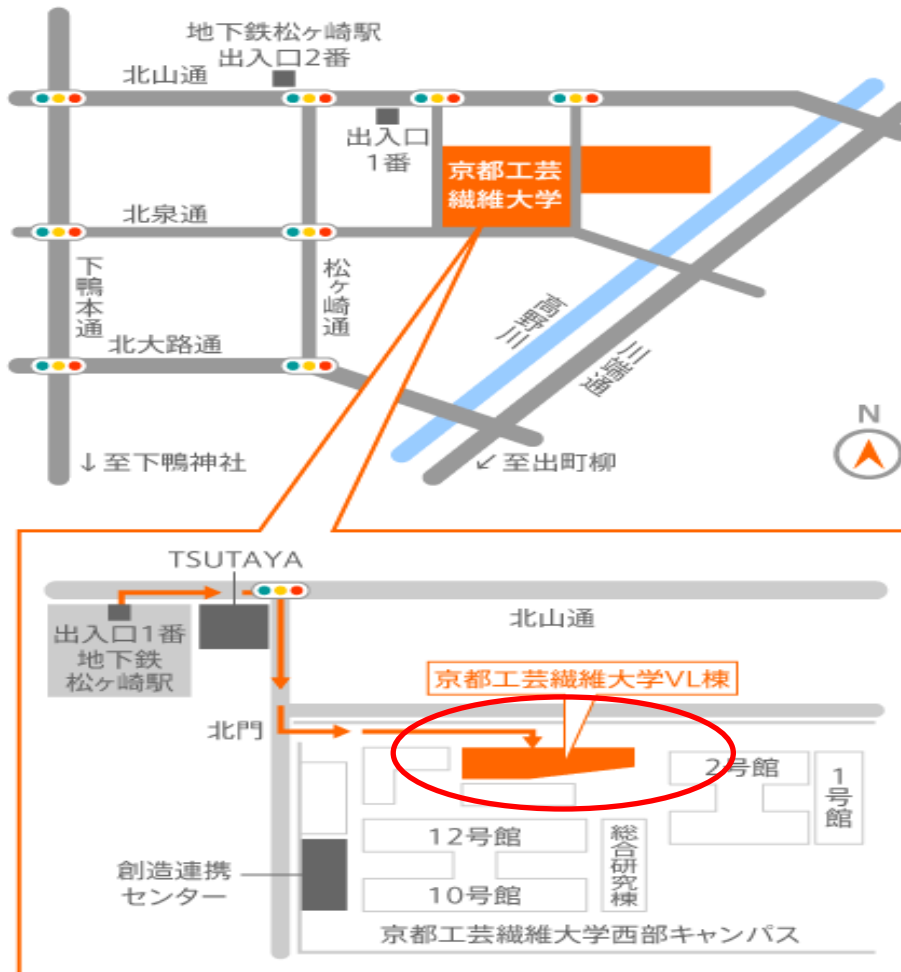 地下鉄松ヶ崎駅
出入口2番
北山通
出入口
1番
京都工芸
繊維大学
北泉通
下鴨本通
松ヶ崎通
北大路通
高野川
川端通
N
↓至下鴨神社
↙至出町柳
TSUTAYA
北山通
出入口1番
地下鉄
松ヶ崎駅
京都工芸繊維大学VL棟
北門
2号館
1号館
12号館
総合研究棟
創造連携
センター
10号館
京都工芸繊維大学西部キャンパス